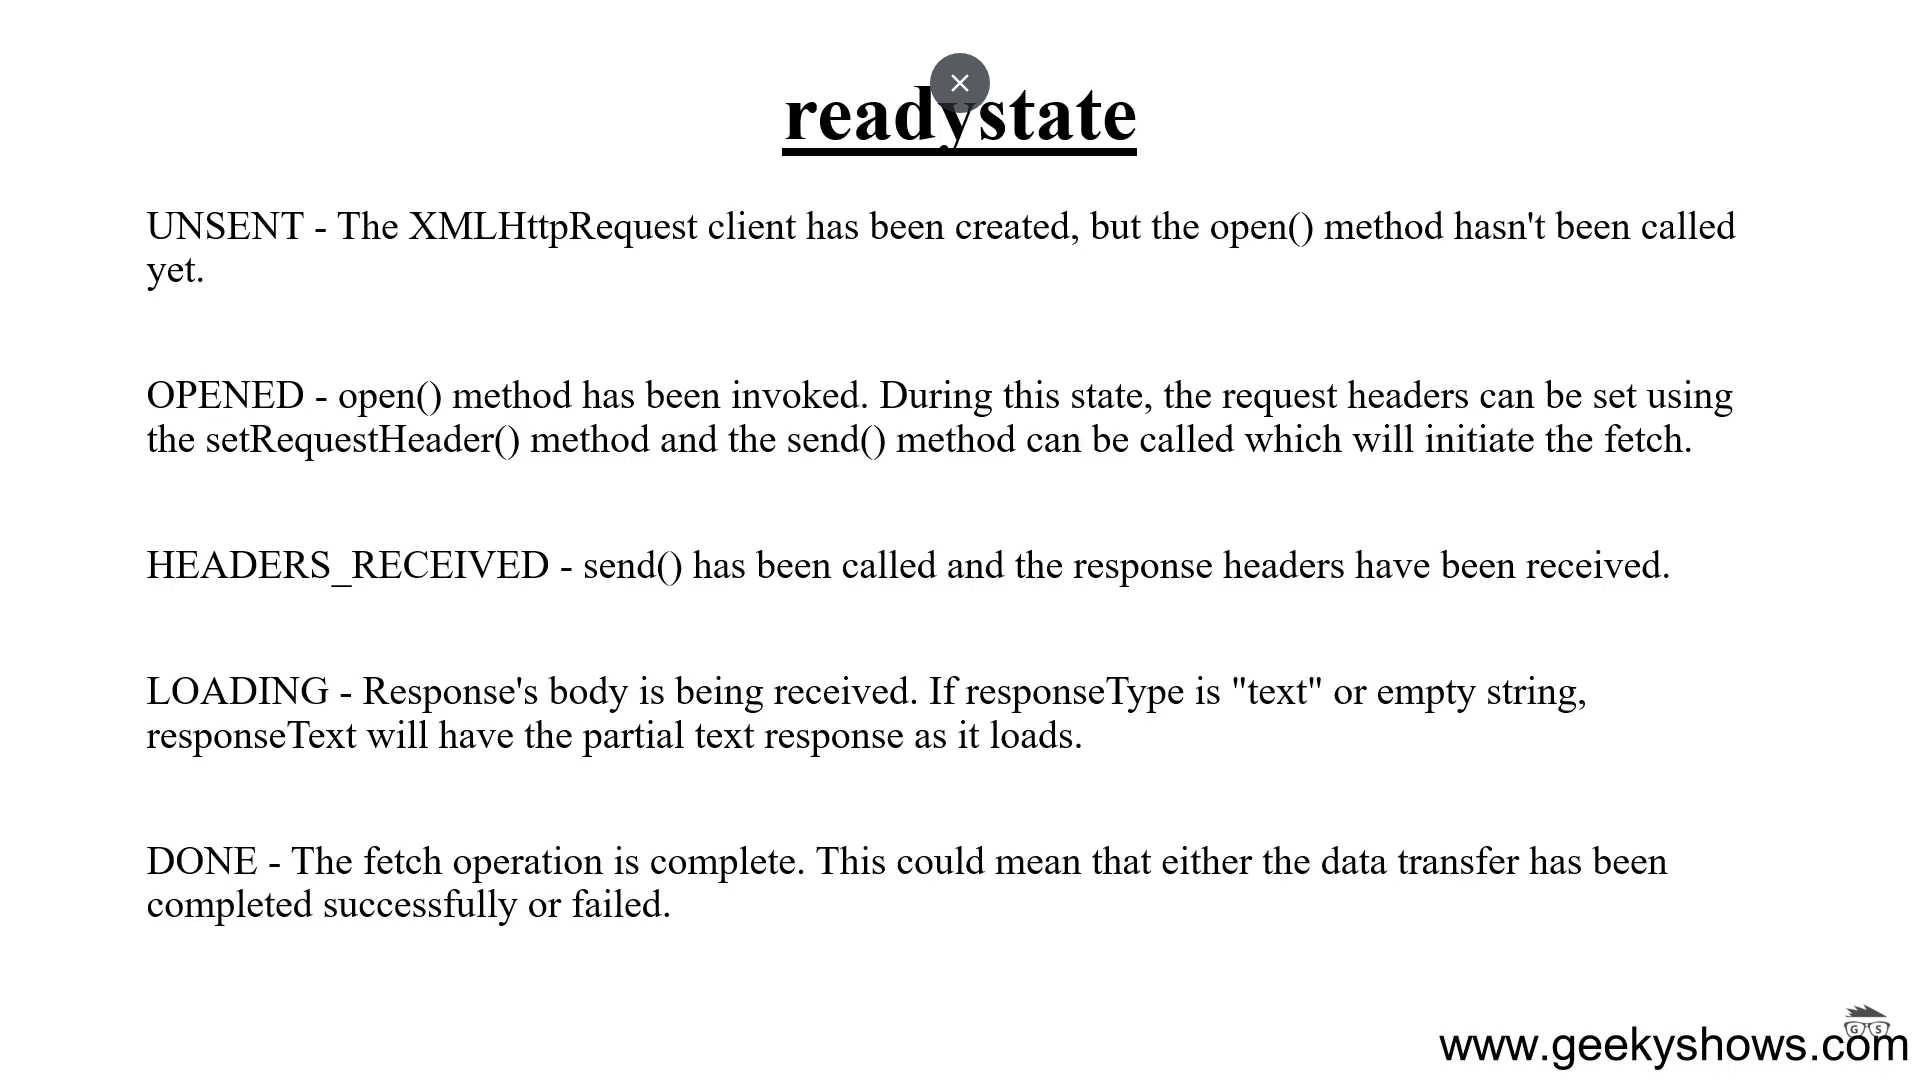 readystate
UNSENT - The XMLHttpRequest client has been created, but the open() method hasn't been called
yet.
OPENED - open() method has been invoked. During this state, the request headers can be set using
the setRequestHeader() method and the send() method can be called which will initiate the fetch.
HEADERS_RECEIVED - send() has been called and the response headers have been received.
LOADING - Response's body is being received. If responseType is "text" or empty string,
responseText will have the partial text response as it loads.
DONE - The fetch operation is complete. This could mean that either the data transfer has been
completed successfully or failed.
G S
www.geekyshows.com